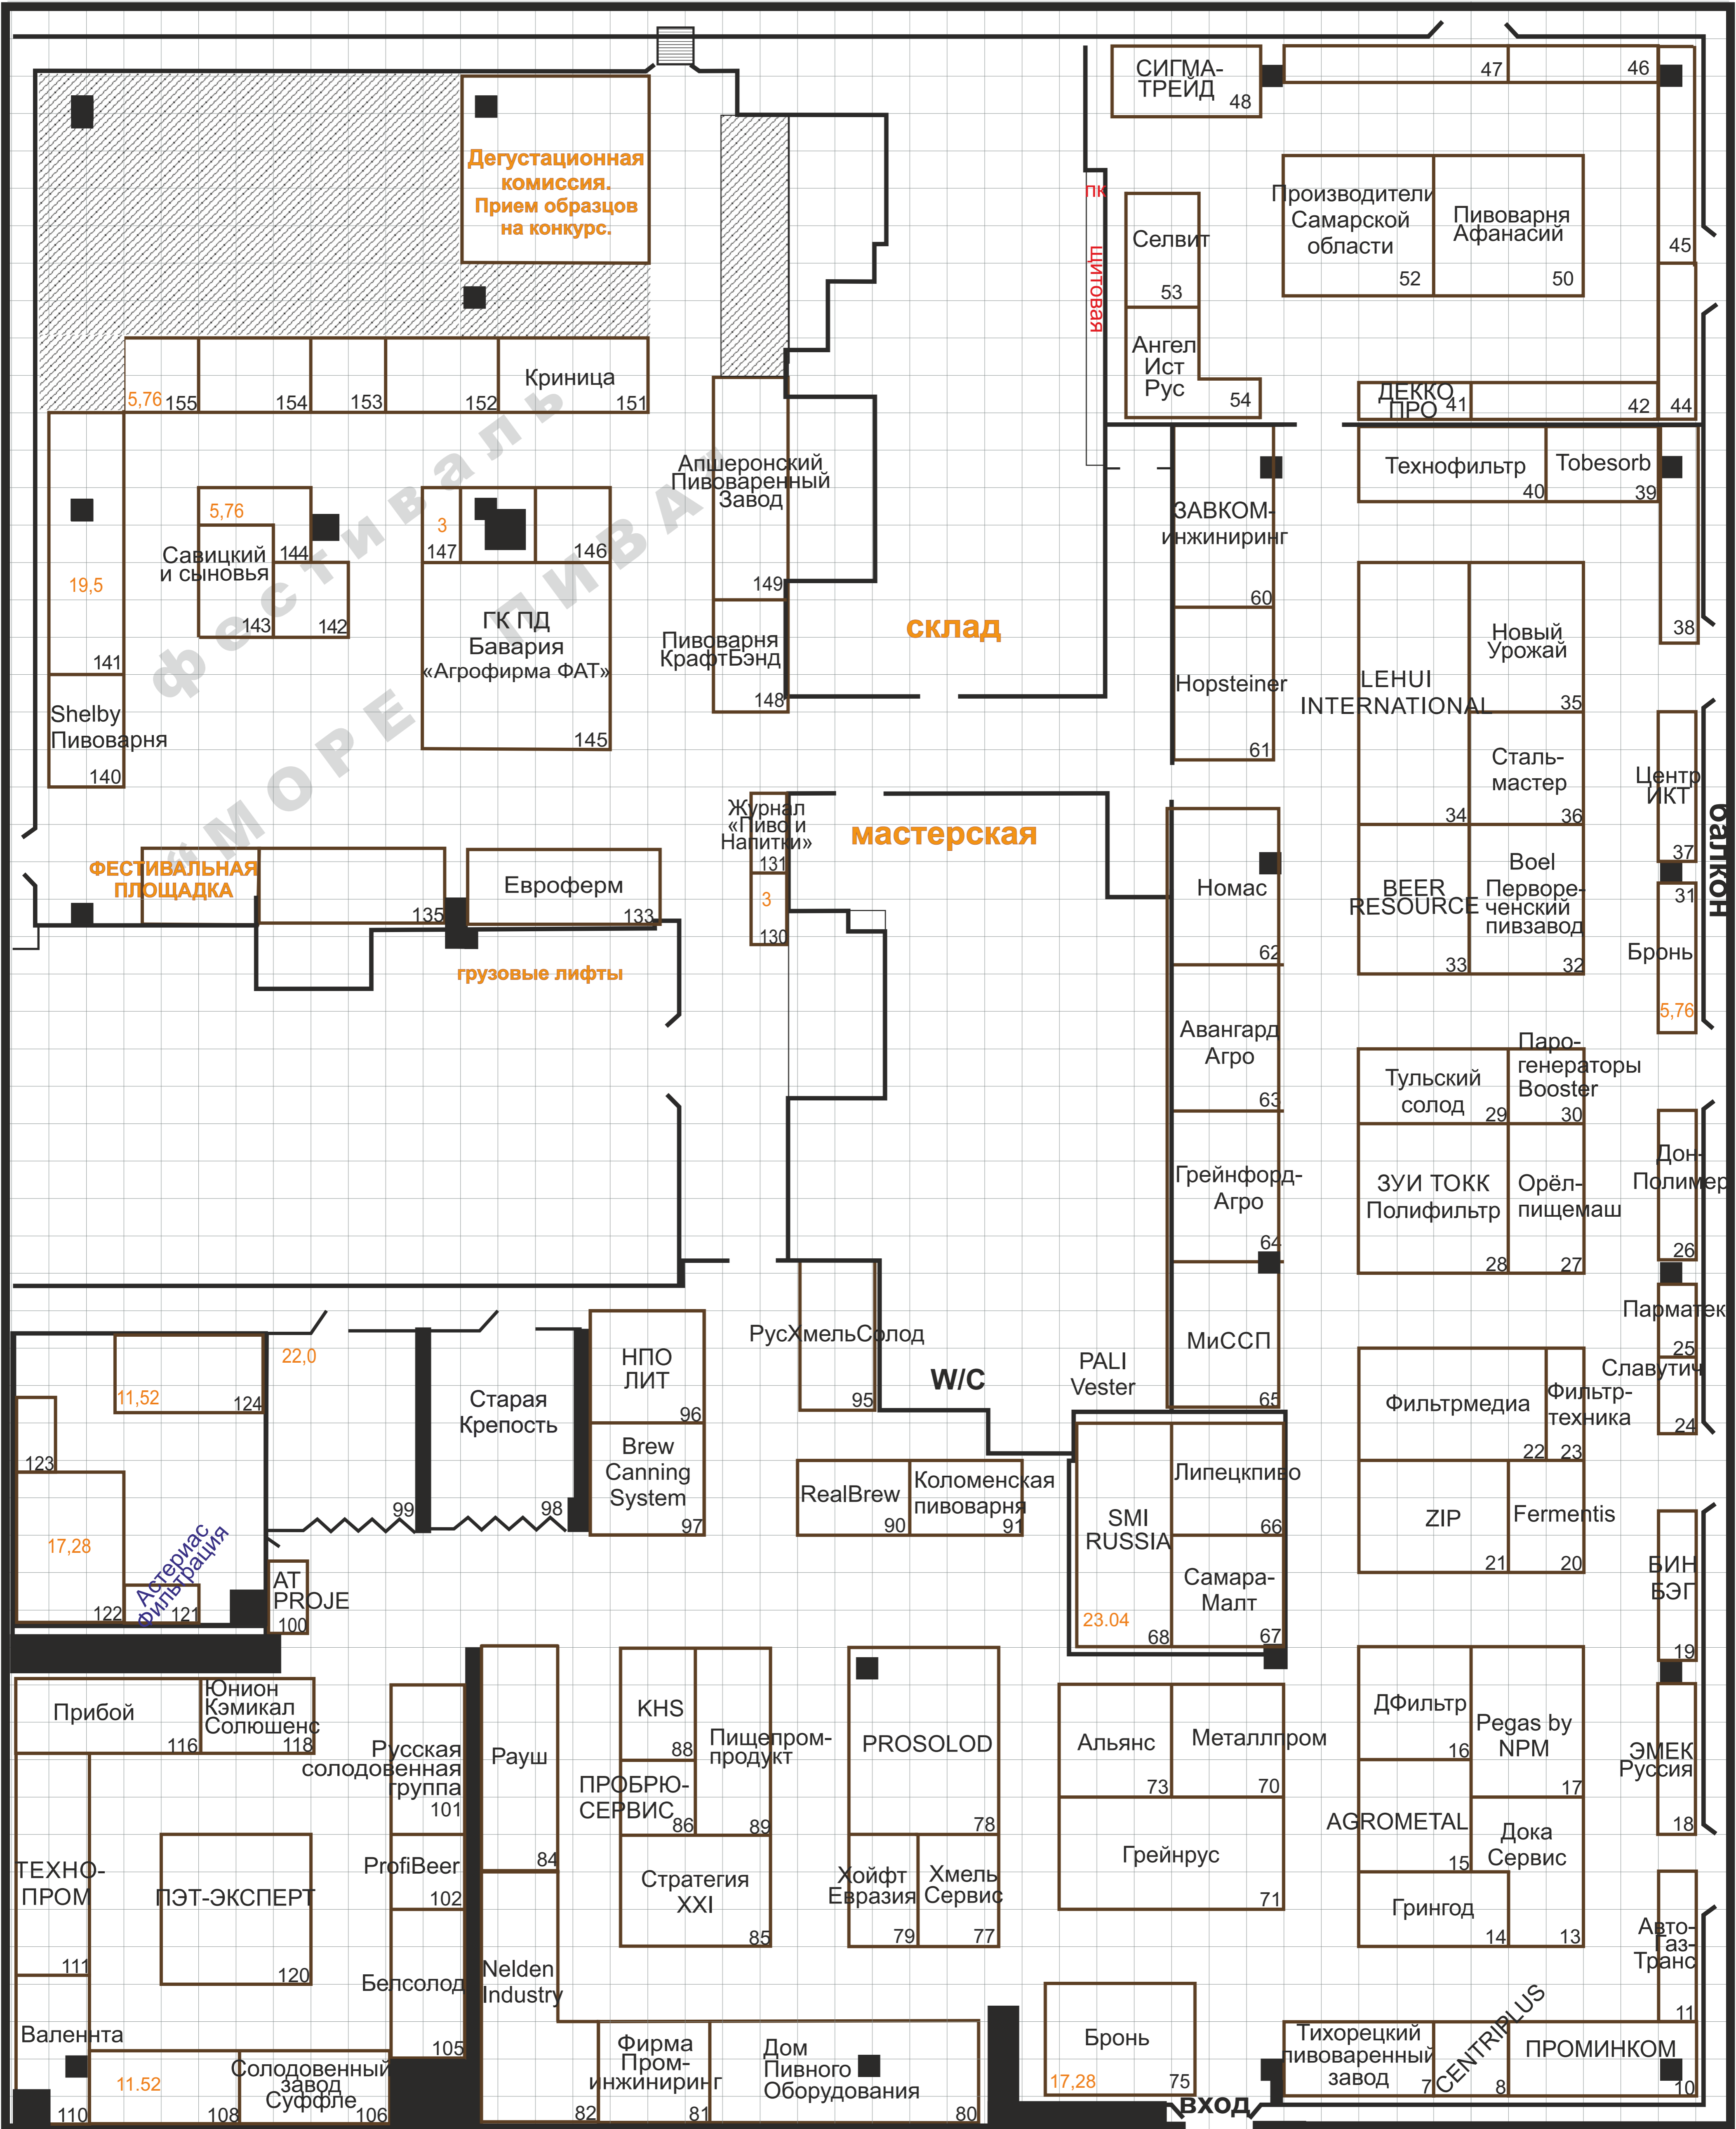 СИГМА-
ТРЕЙД
48
47
46
Дегустационная
комиссия.
Прием образцов
на конкурс.
пк
щитовая
Селвит
53
Ангел
Ист
Рус
54
Производители
Самарской
области
52
Пивоварня
Афанасий
50
45
ДЕККО
ПРО
41
42
44
5,76
155
154
153
152
Криница
151
фестиваль
"МОРЕ ПИВА"
19,5
141
Shelby
Пивоварня
140
5,76
144
Савицкий
и сыновья
143
142
3
147
146
ГК ПД
Бавария
«Агрофирма ФАТ»
145
Апшеронский
Пивоваренный
Завод
149
Пивоварня
КрафтБэнд
148
склад
ЗАВКОМ-
инжиниринг
60
Hopsteiner
61
Технофильтр
40
Tobesorb
39
38
LEHUI
INTERNATIONAL
34
Новый
Урожай
35
Сталь-
мастер
36
Центр
ИКТ
37
балкон
ФЕСТИВАЛЬНАЯ
ПЛОЩАДКА
135
Евроферм
133
грузовые лифты
Журнал
«Пиво и
Напитки»
131
3
130
мастерская
Номас
62
BEER
RESOURCE
33
Boel
Перворе-
ченский
пивзавод
32
31
Бронь
5,76
Авангард
Агро
63
Тульский
солод
29
Паро-
генераторы
Booster
30
Грейнфорд-
Агро
64
ЗУИ ТОКК
Полифильтр
28
Орёл-
пищемаш
27
Дон-
Полимер
26
МиССП
65
Парматек
25
Славутич
24
Фильтрмедиа
22
Фильтр-
техника
23
22,0
99
11,52
124
123
17,28
122
Астериас
Фильтрация
121
Старая
Крепость
98
НПО
ЛИТ
96
Brew
Canning
System
97
РусХмельСолод
95
W/C
PALI
Vester
RealBrew
90
Коломенская
пивоварня
91
SMI
RUSSIA
23.04
68
Липецкпиво
66
Самара-
Малт
67
ZIP
21
Fermentis
20
БИН
БЭГ
19
AT
PROJE
100
Прибой
116
Юнион
Кэмикал
Солюшенс
118
Русская
солодовенная
группа
101
Рауш
84
KHS
88
Пищепром-
продукт
89
ПРОБРЮ-
СЕРВИС
86
PROSOLOD
78
Альянс
73
Металлпром
70
ДФильтр
16
Pegas by
NPM
17
ЭМЕК
Руссия
18
ТЕХНО-
ПРОМ
111
ПЭТ-ЭКСПЕРТ
120
ProfiBeer
102
Стратегия
XXI
85
Хойфт
Евразия
79
Хмель
Сервис
77
Грейнрус
71
AGROMETAL
15
Дока
Сервис
13
Грингод
14
Авто-
Газ-
Транс
11
Белсолод
105
Nelden
Industry
82
Валеннта
110
11.52
108
Солодовенный
завод
Суффле
106
Фирма
Пром-
инжиниринг
81
Дом
Пивного
Оборудования
80
Бронь
17,28
75
вход
Тихорецкий
пивоваренный
завод
7
CENTRIPLUS
8
ПРОМИНКОМ
10